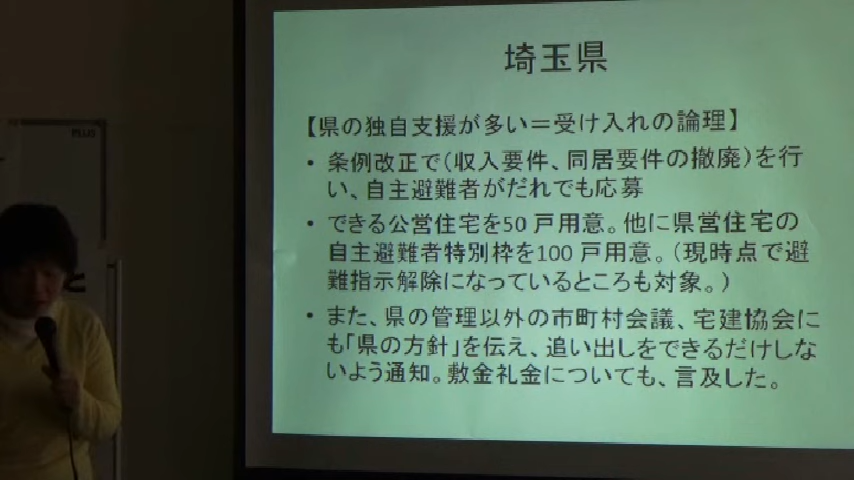 PLUS
埼玉県
【県の独自支援が多い＝受け入れの論理】
• 条例改正で(収入要件、同居要件の撤廃)を行
い、自主避難者がだれでも応募
• できる公営住宅を50 戸用意。他に県営住宅の
自主避難者特別枠を100 戸用意。(現時点で避
難指示解除になっているところも対象。)
• また、県の管理以外の市町村会議、宅建協会に
も「県の方針」を伝え、追い出しをできるだけしな
いよう通知。敷金礼金についても、言及した。